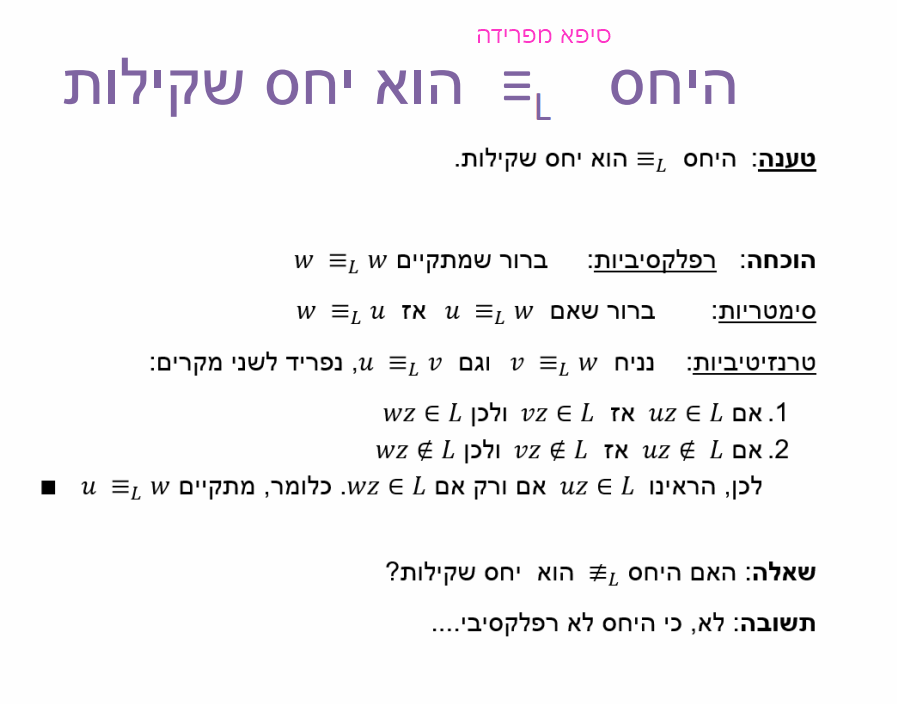 סיפא מפרידה
היחס ≡L הוא יחס שקילות
טענה: היחס ≡L הוא יחס שקילות.
הוכחה: רפלקסיביות: ברור שמתקיים w ≡L w
סימטריות: ברור שאם u ≡L w אז w ≡L u
טרנזיטיביות: נניח v ≡L w וגם u ≡L v, נפריד לשני מקרים:
1. אם uz ∈ L אז vz ∈ L ולכן wz ∈ L
2. אם uz ∉ L אז vz ∉ L ולכן wz ∉ L
לכן, הראינו uz ∈ L אם ורק אם wz ∈ L. כלומר, מתקיים u ≡L w ■
שאלה: האם היחס ≢L הוא יחס שקילות?
תשובה: לא, כי היחס לא רפלקסיבי....